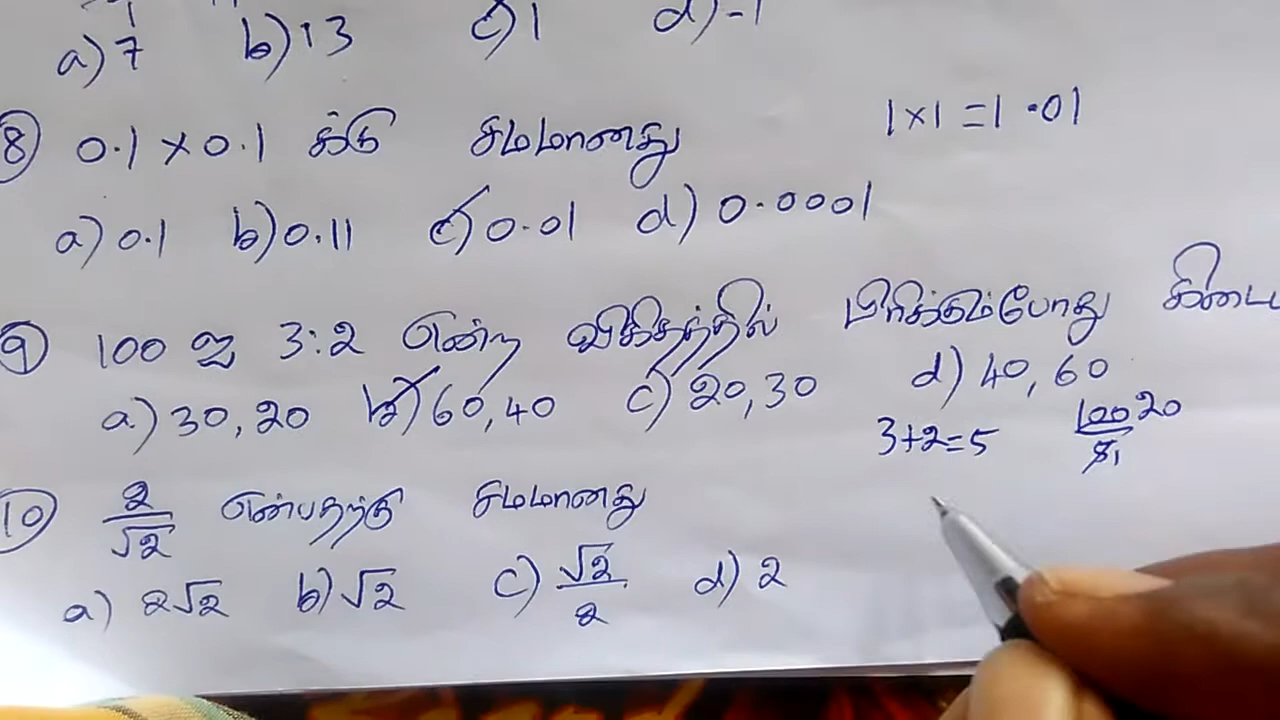 a) 7 b) 13 c) 1 d) -1
8 0.1 × 0.1 க்கு சமமானது
1×1 = 1 .01
a) 0.1 b) 0.11 c) 0.01 d) 0.0001
9 100 ஐ 3:2 என்ற விகிதத்தில் பிரிக்கும்போது கிடை
a) 30, 20 b) 60, 40 c) 20, 30 d) 40, 60
3+2=5 100/5 1 20
10 2/√2 என்பதற்கு சமமானது
a) 2√2 b) √2 c) √2/2 d) 2